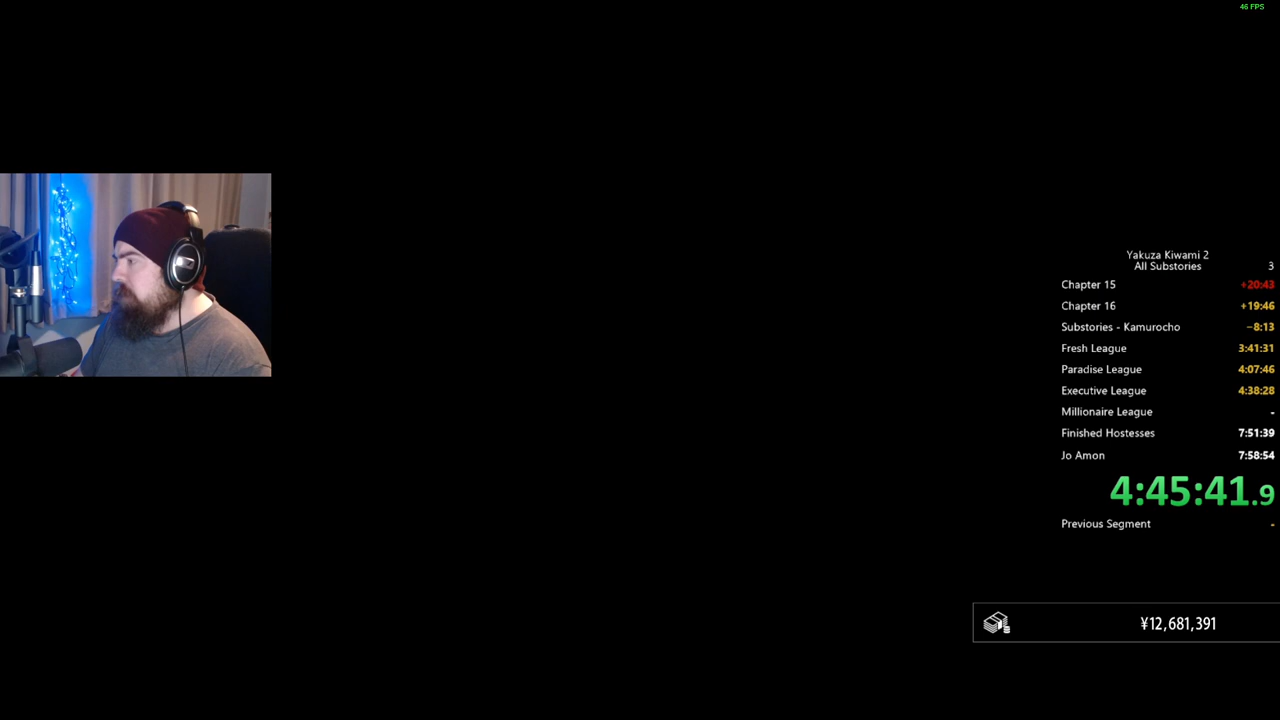 46 FPS
Yakuza Kiwami 2
All Substories 3
Chapter 15 +20:43
Chapter 16 +19:46
Substories - Kamurocho −8:13
Fresh League 3:41:31
Paradise League 4:07:46
Executive League 4:38:28
Millionaire League -
Finished Hostesses 7:51:39
Jo Amon 7:58:54
4:45:41.9
Previous Segment -
¥12,681,391